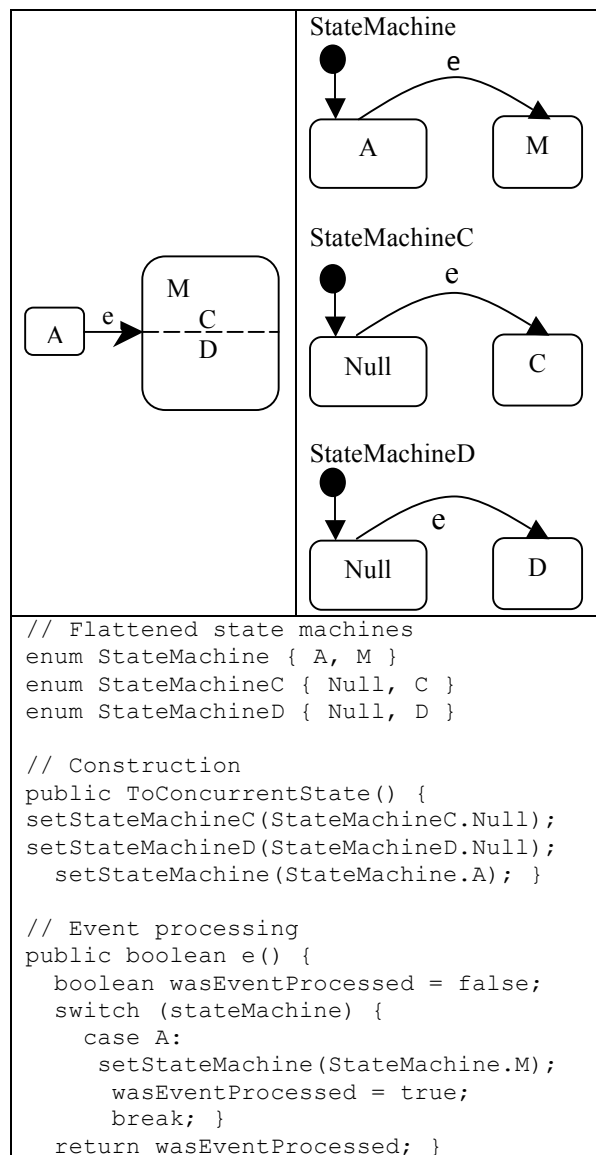 A
e
M
C
D
StateMachine
e
A
M
StateMachineC
e
Null
C
StateMachineD
e
Null
D
// Flattened state machines
enum StateMachine { A, M }
enum StateMachineC { Null, C }
enum StateMachineD { Null, D }
// Construction
public ToConcurrentState() {
setStateMachineC(StateMachineC.Null);
setStateMachineD(StateMachineD.Null);
setStateMachine(StateMachine.A); }
// Event processing
public boolean e() {
boolean wasEventProcessed = false;
switch (stateMachine) {
case A:
setStateMachine(StateMachine.M);
wasEventProcessed = true;
break; }
return wasEventProcessed; }